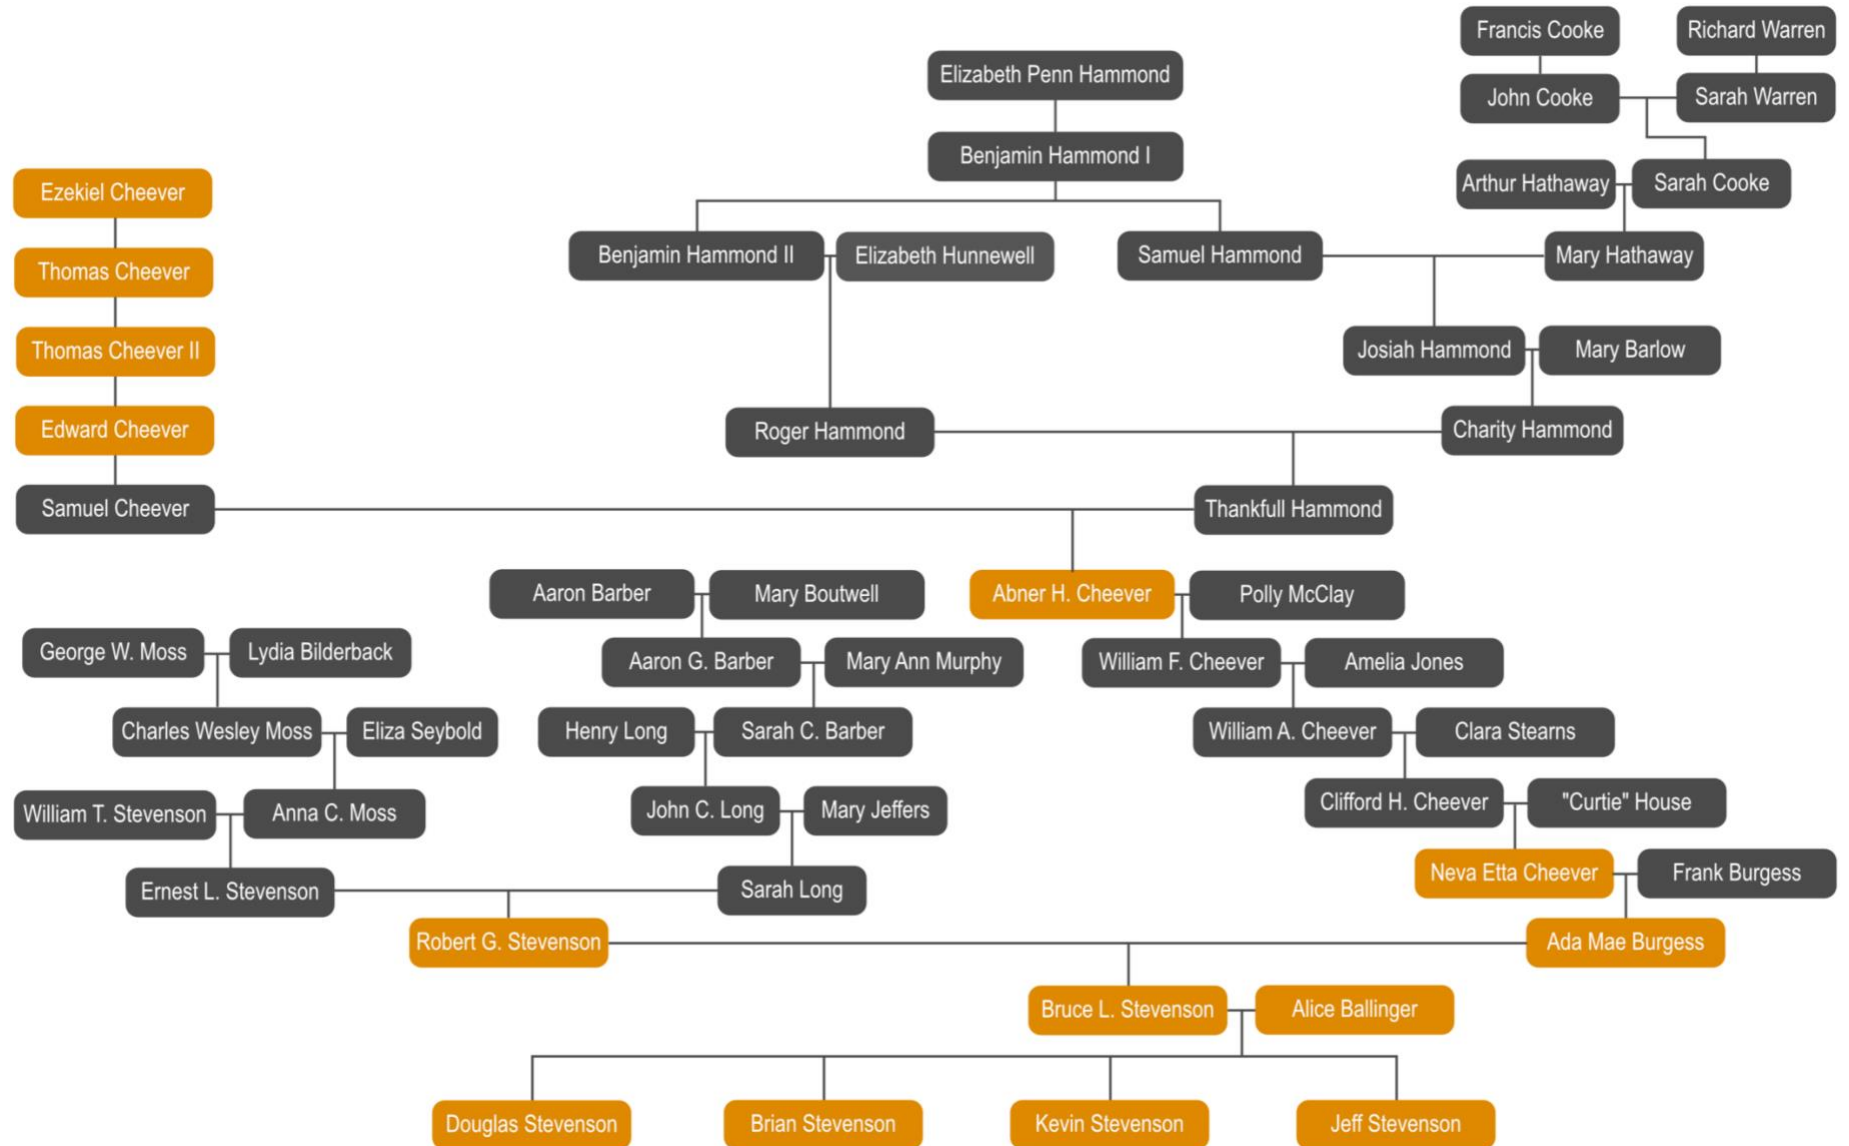 Francis Cooke
Richard Warren
Elizabeth Penn Hammond
John Cooke
Sarah Warren
Benjamin Hammond I
Ezekiel Cheever
Arthur Hathaway
Sarah Cooke
Benjamin Hammond II
Elizabeth Hunnewell
Samuel Hammond
Mary Hathaway
Thomas Cheever
Thomas Cheever II
Josiah Hammond
Mary Barlow
Edward Cheever
Roger Hammond
Charity Hammond
Samuel Cheever
Thankfull Hammond
Aaron Barber
Mary Boutwell
Abner H. Cheever
Polly McClay
George W. Moss
Lydia Bilderback
Aaron G. Barber
Mary Ann Murphy
William F. Cheever
Amelia Jones
Charles Wesley Moss
Eliza Seybold
Henry Long
Sarah C. Barber
William A. Cheever
Clara Stearns
William T. Stevenson
Anna C. Moss
John C. Long
Mary Jeffers
Clifford H. Cheever
"Curtie" House
Ernest L. Stevenson
Sarah Long
Neva Etta Cheever
Frank Burgess
Robert G. Stevenson
Ada Mae Burgess
Bruce L. Stevenson
Alice Ballinger
Douglas Stevenson
Brian Stevenson
Kevin Stevenson
Jeff Stevenson